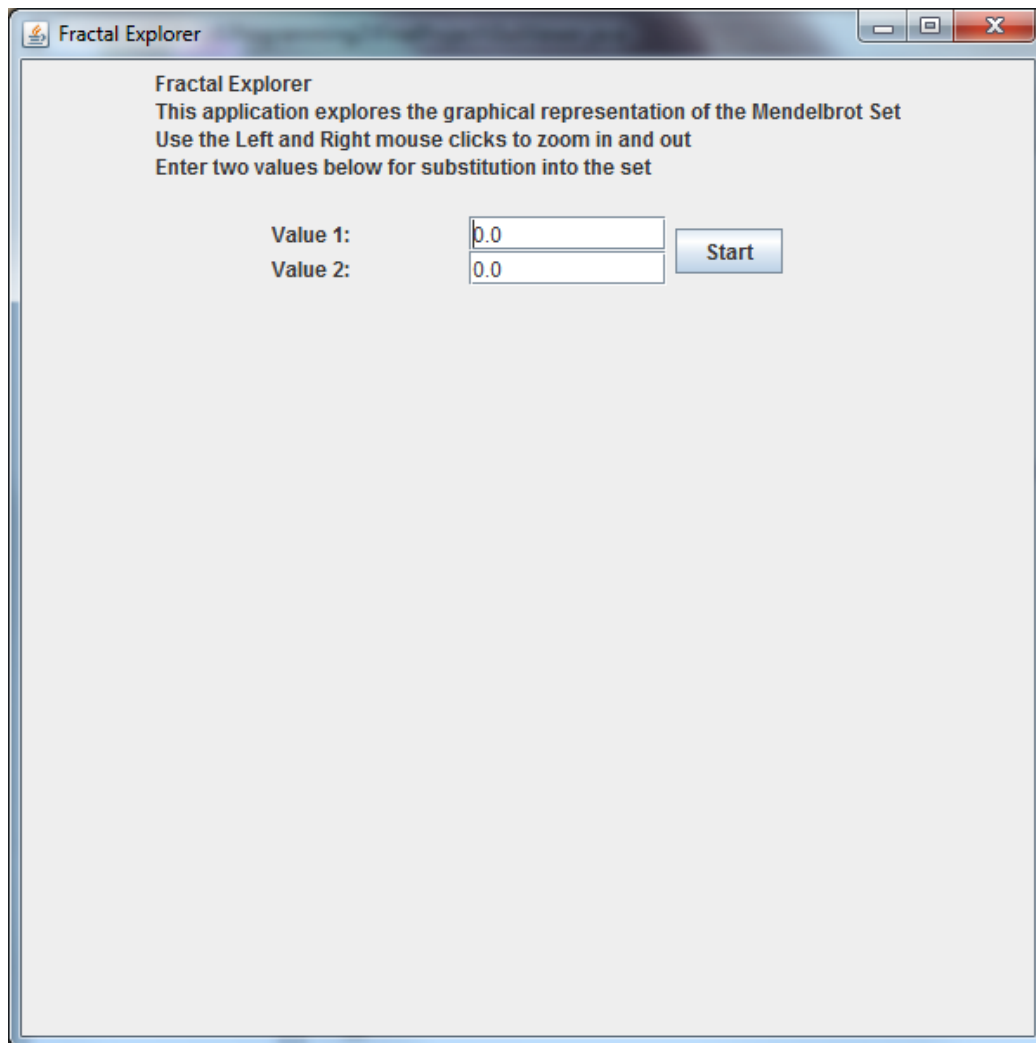 Fractal Explorer
Fractal Explorer
This application explores the graphical representation of the Mendelbrot Set
Use the Left and Right mouse clicks to zoom in and out
Enter two values below for substitution into the set
Value 1: 0.0
Start
Value 2: 0.0